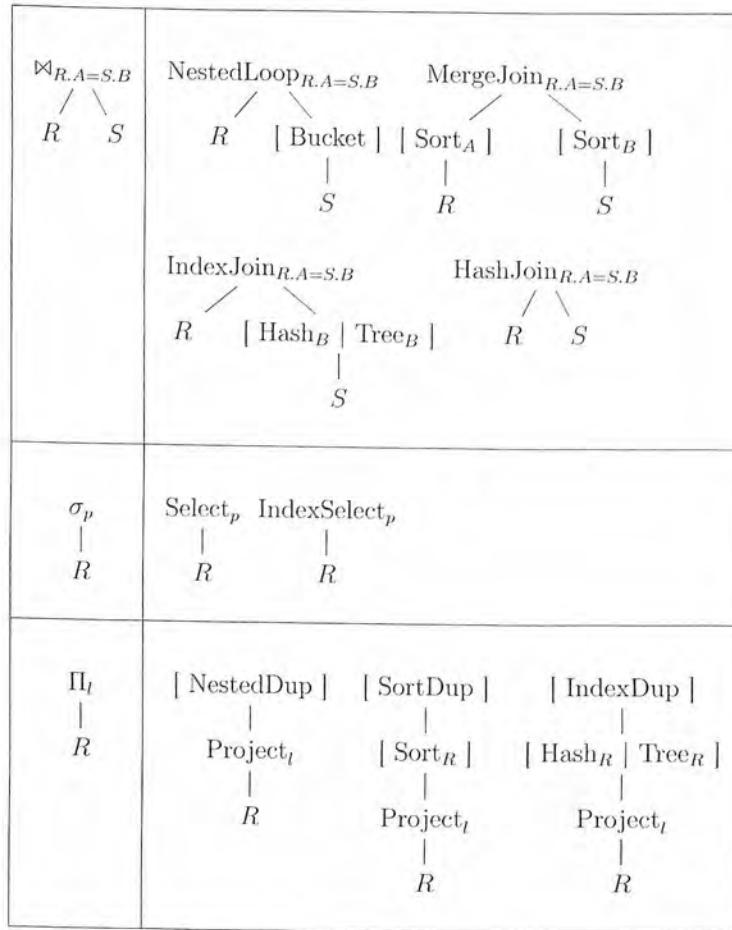 ⋈R.A=S.B
R S
NestedLoopR.A=S.B MergeJoinR.A=S.B
R [ Bucket ] [ SortA ] [ SortB ]
S R S
IndexJoinR.A=S.B HashJoinR.A=S.B
R [ HashB | TreeB ] R S
S
σp
R
Selectp IndexSelectp
R R
Πl
R
[ NestedDup ] [ SortDup ] [ IndexDup ]
Projectl [ SortR ] [ HashR | TreeR ]
R Projectl Projectl
R R